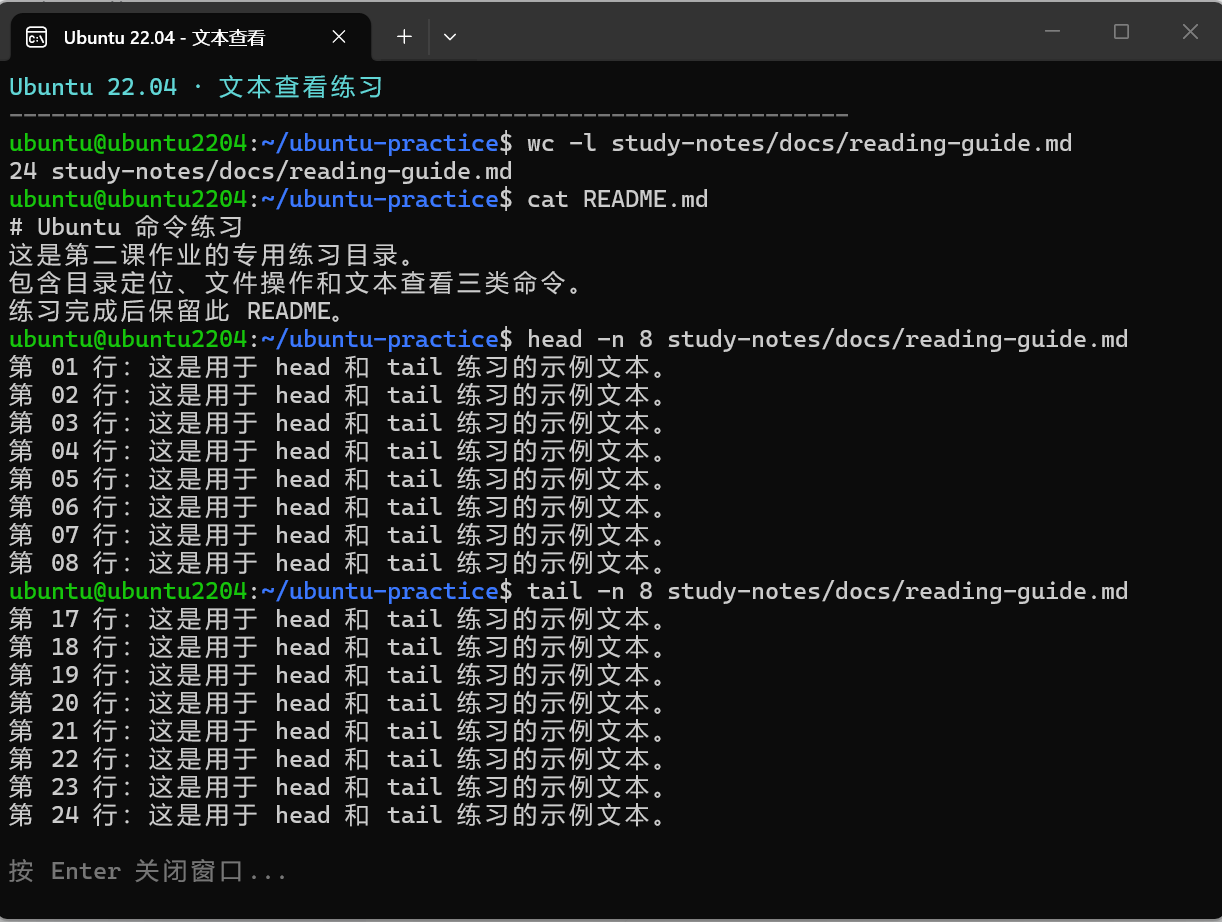 Ubuntu 22.04 - 文本查看
Ubuntu 22.04 · 文本查看练习
------------------------------------------------------------
ubuntu@ubuntu2204:~/ubuntu-practice$ wc -l study-notes/docs/reading-guide.md
24 study-notes/docs/reading-guide.md
ubuntu@ubuntu2204:~/ubuntu-practice$ cat README.md
# Ubuntu 命令练习
这是第二课作业的专用练习目录。
包含目录定位、文件操作和文本查看三类命令。
练习完成后保留此 README。
ubuntu@ubuntu2204:~/ubuntu-practice$ head -n 8 study-notes/docs/reading-guide.md
第 01 行：这是用于 head 和 tail 练习的示例文本。
第 02 行：这是用于 head 和 tail 练习的示例文本。
第 03 行：这是用于 head 和 tail 练习的示例文本。
第 04 行：这是用于 head 和 tail 练习的示例文本。
第 05 行：这是用于 head 和 tail 练习的示例文本。
第 06 行：这是用于 head 和 tail 练习的示例文本。
第 07 行：这是用于 head 和 tail 练习的示例文本。
第 08 行：这是用于 head 和 tail 练习的示例文本。
ubuntu@ubuntu2204:~/ubuntu-practice$ tail -n 8 study-notes/docs/reading-guide.md
第 17 行：这是用于 head 和 tail 练习的示例文本。
第 18 行：这是用于 head 和 tail 练习的示例文本。
第 19 行：这是用于 head 和 tail 练习的示例文本。
第 20 行：这是用于 head 和 tail 练习的示例文本。
第 21 行：这是用于 head 和 tail 练习的示例文本。
第 22 行：这是用于 head 和 tail 练习的示例文本。
第 23 行：这是用于 head 和 tail 练习的示例文本。
第 24 行：这是用于 head 和 tail 练习的示例文本。
按 Enter 关闭窗口...